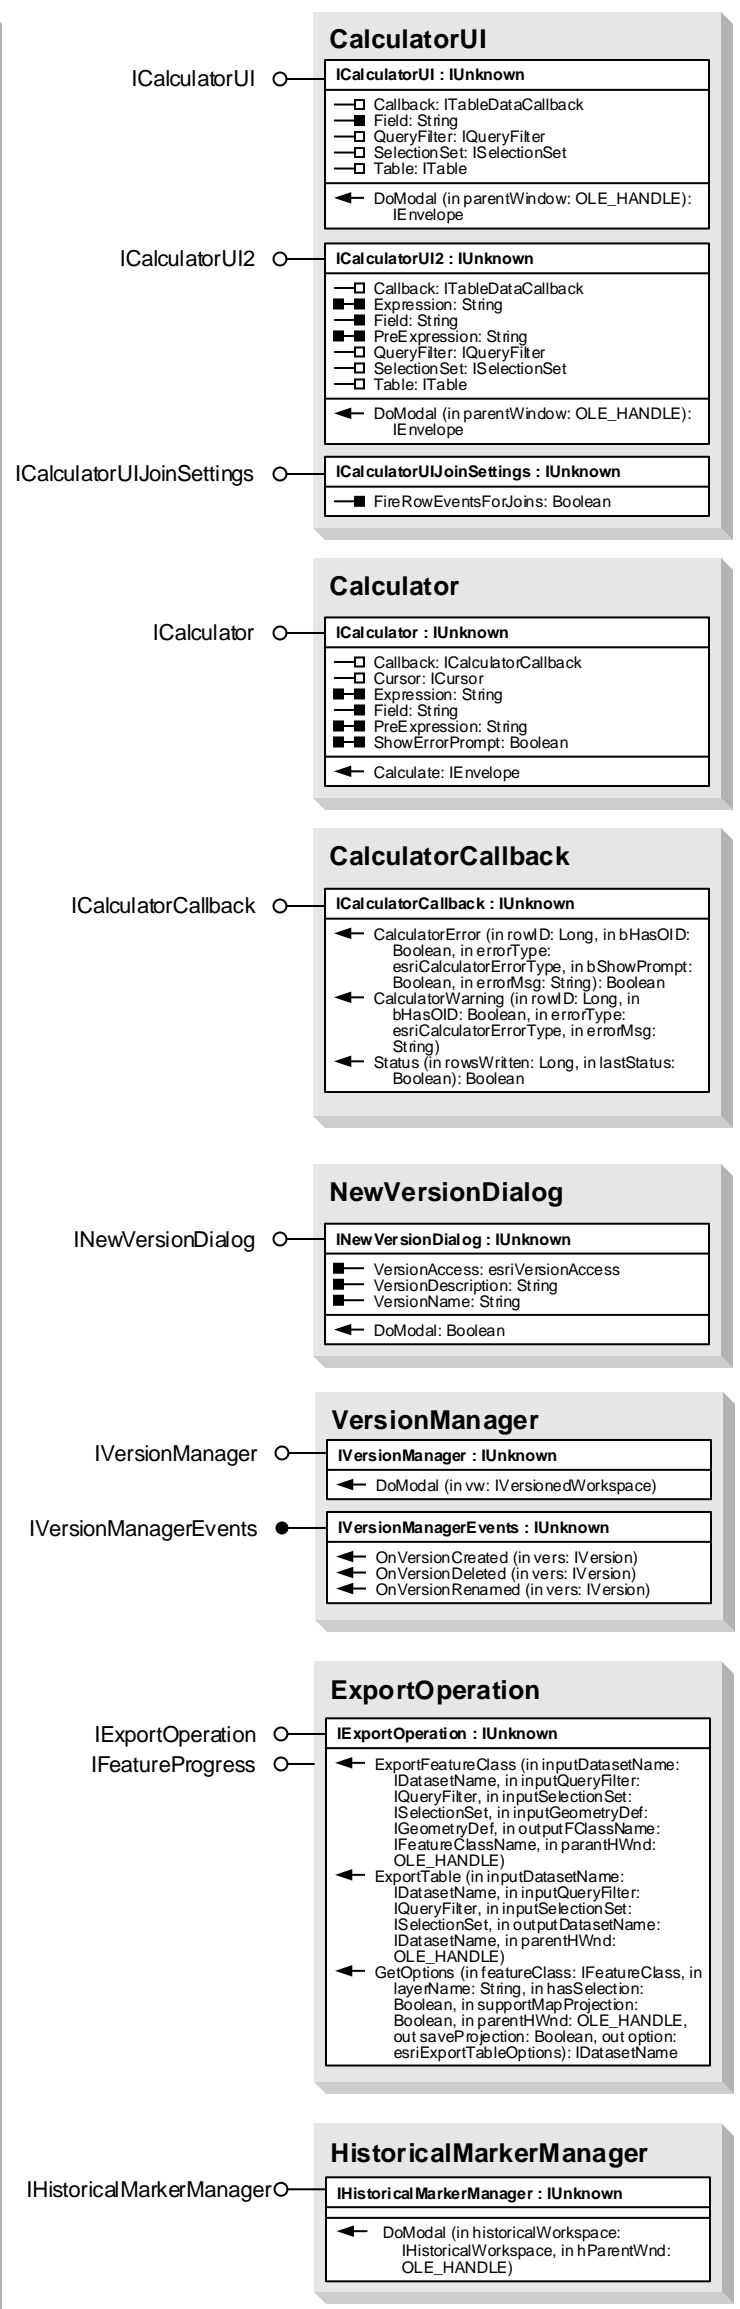 CalculatorUI
ICalculatorUI
ICalculatorUI : IUnknown
Callback: ITableDataCallback
Field: String
QueryFilter: IQueryFilter
SelectionSet: ISelectionSet
Table: ITable
DoModal (in parentWindow: OLE_HANDLE):
IEnvelope
ICalculatorUI2
ICalculatorUI2 : IUnknown
Callback: ITableDataCallback
Expression: String
Field: String
PreExpression: String
QueryFilter: IQueryFilter
SelectionSet: ISelectionSet
Table: ITable
DoModal (in parentWindow: OLE_HANDLE):
IEnvelope
ICalculatorUIJoinSettings
ICalculatorUIJoinSettings : IUnknown
FireRowEventsForJoins: Boolean
Calculator
ICalculator
ICalculator : IUnknown
Callback: ICalculatorCallback
Cursor: ICursor
Expression: String
Field: String
PreExpression: String
ShowErrorPrompt: Boolean
Calculate: IEnvelope
CalculatorCallback
ICalculatorCallback
ICalculatorCallback : IUnknown
CalculatorError (in rowID: Long, in bHasOID:
Boolean, in errorType:
esriCalculatorErrorType, in bShowPrompt:
Boolean, in errorMsg: String): Boolean
CalculatorWarning (in rowID: Long, in
bHasOID: Boolean, in errorType:
esriCalculatorErrorType, in errorMsg:
String)
Status (in rowsWritten: Long, in lastStatus:
Boolean): Boolean
NewVersionDialog
INewVersionDialog
INewVersionDialog : IUnknown
VersionAccess: esriVersionAccess
VersionDescription: String
VersionName: String
DoModal: Boolean
VersionManager
IVersionManager
IVersionManager : IUnknown
DoModal (in vw: IVersionedWorkspace)
IVersionManagerEvents
IVersionManagerEvents : IUnknown
OnVersionCreated (in vers: IVersion)
OnVersionDeleted (in vers: IVersion)
OnVersionRenamed (in vers: IVersion)
ExportOperation
IExportOperation
IExportOperation : IUnknown
IFeatureProgress
ExportFeatureClass (in inputDatasetName:
IDatasetName, in inputQueryFilter:
IQueryFilter, in inputSelectionSet:
ISelectionSet, in inputGeometryDef:
IGeometryDef, in outputFClassName:
IFeatureClassName, in parantHWnd:
OLE_HANDLE)
ExportTable (in inputDatasetName:
IDatasetName, in inputQueryFilter:
IQueryFilter, in inputSelectionSet:
ISelectionSet, in outputDatasetName:
IDatasetName, in parentHWnd:
OLE_HANDLE)
GetOptions (in featureClass: IFeatureClass, in
layerName: String, in hasSelection:
Boolean, in supportMapProjection:
Boolean, in parentHWnd: OLE_HANDLE,
out saveProjection: Boolean, out option:
esriExportTableOptions): IDatasetName
HistoricalMarkerManager
IHistoricalMarkerManager
IHistoricalMarkerManager : IUnknown
DoModal (in historicalWorkspace:
IHistoricalWorkspace, in hParentWnd:
OLE_HANDLE)